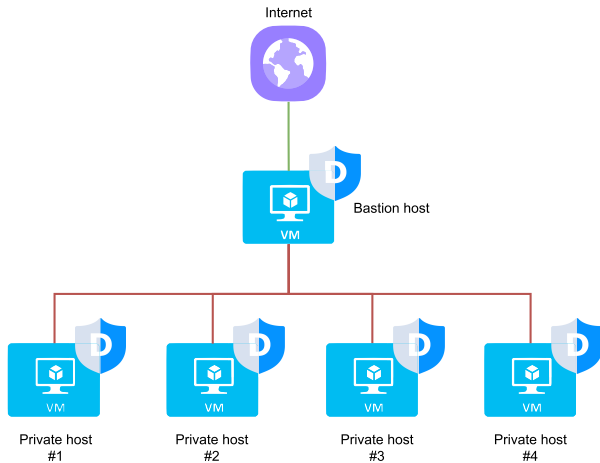 Internet
D
Bastion host
VM
D
D
D
D
VM
VM
VM
VM
Private host
#1
Private host
#2
Private host
#3
Private host
#4